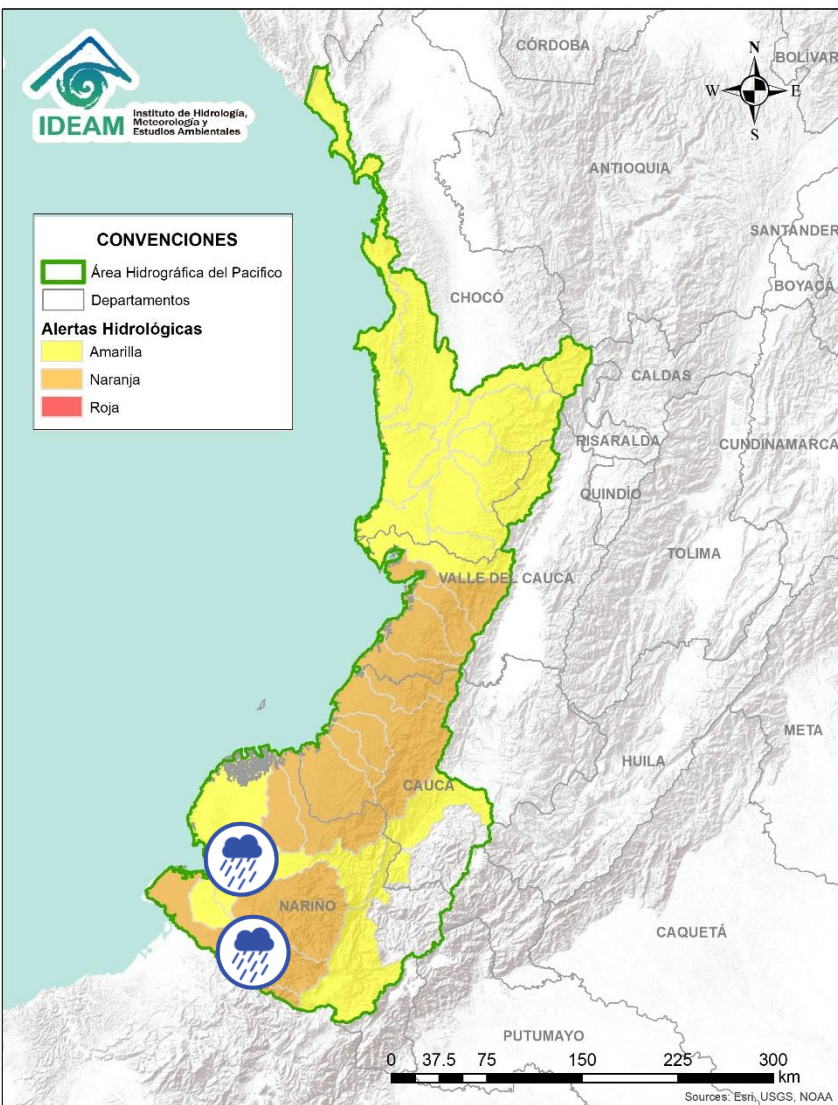 IDEAM
Instituto de Hidrología,
Meteorología y
Estudios Ambientales
CÓRDOBA
BOLÍVAR
N
W
E
S
ANTIOQUIA
SANTANDER
BOYACÁ
CONVENCIONES
Área Hidrográfica del Pacifico
Departamentos
Alertas Hidrológicas
Amarilla
Naranja
Roja
CHOCÓ
CALDAS
RISARALDA
CUNDINAMARCA
QUINDÍO
TOLIMA
VALLE DEL CAUCA
META
HUILA
CAUCA
NARIÑO
CAQUETÁ
PUTUMAYO
0 37.5 75 150 225 300
km
Sources: Esri, USGS, NOAA